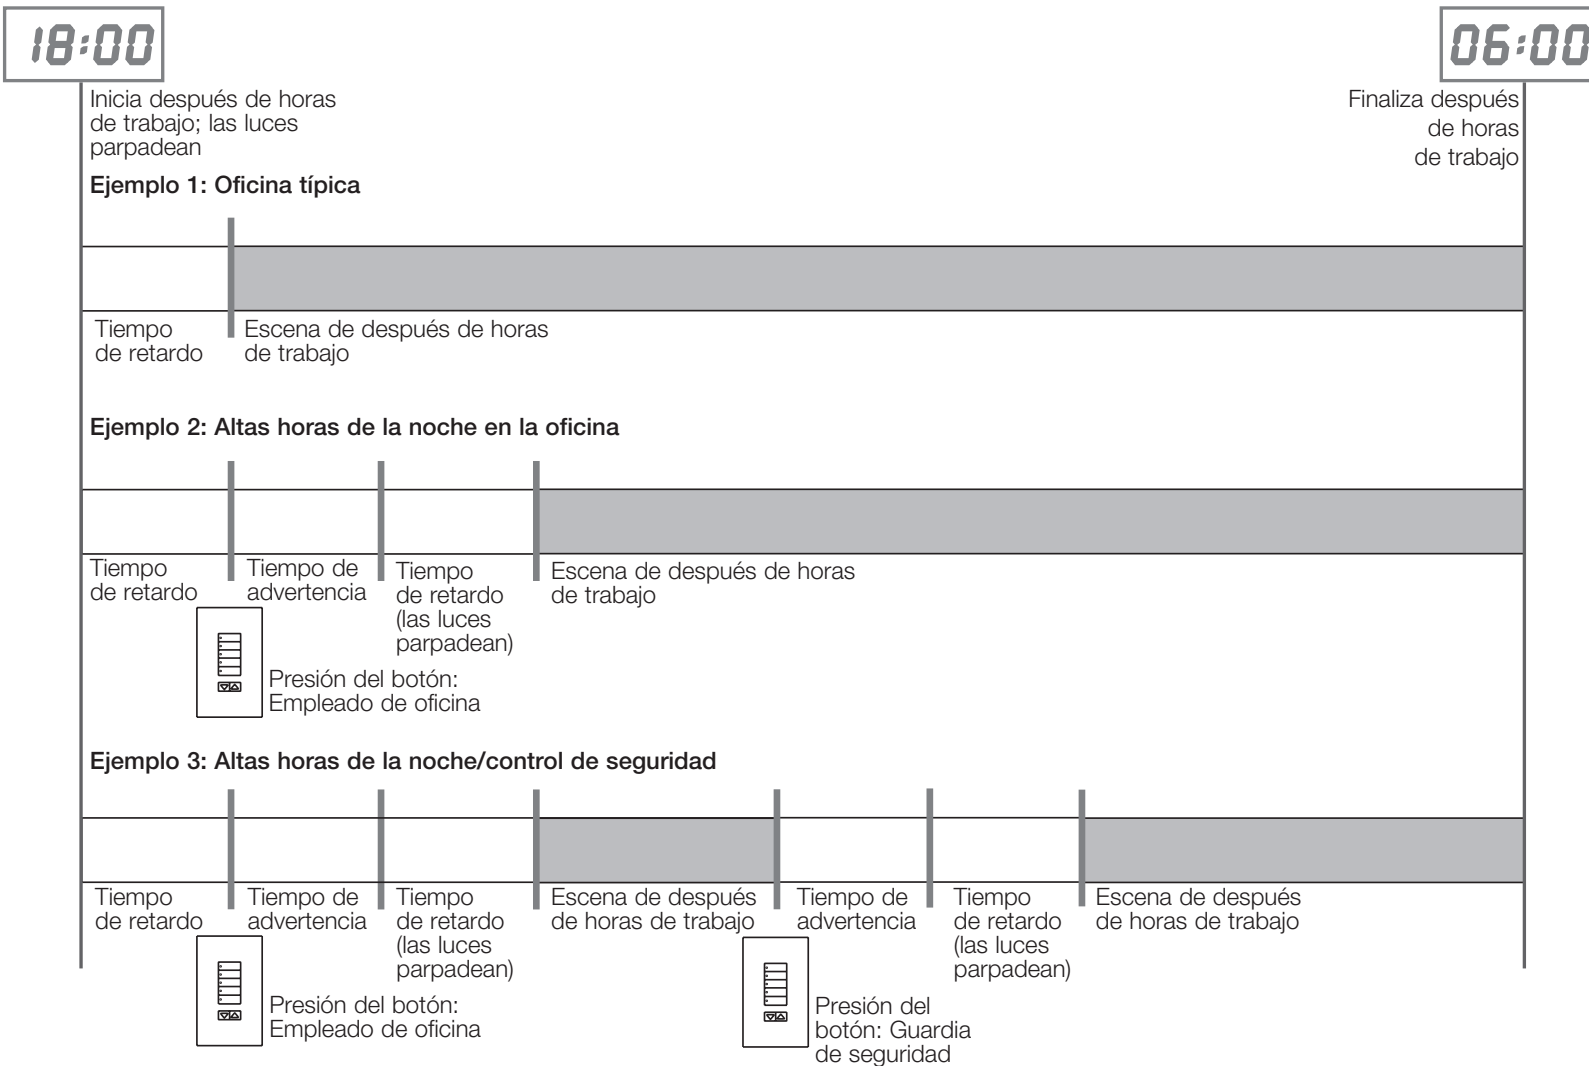 18:00
06:00
Inicia después de horas
de trabajo; las luces
parpadean
Finaliza después
de horas
de trabajo
Ejemplo 1: Oficina típica
Tiempo
de retardo
Escena de después de horas
de trabajo
Ejemplo 2: Altas horas de la noche en la oficina
Tiempo
de retardo
Tiempo de
advertencia
Tiempo
de retardo
(las luces
parpadean)
Escena de después de horas
de trabajo
Presión del botón:
Empleado de oficina
Ejemplo 3: Altas horas de la noche/control de seguridad
Tiempo
de retardo
Tiempo de
advertencia
Tiempo
de retardo
(las luces
parpadean)
Escena de después
de horas de trabajo
Tiempo de
advertencia
Tiempo
de retardo
(las luces
parpadean)
Escena de después
de horas de trabajo
Presión del botón:
Empleado de oficina
Presión del
botón: Guardia
de seguridad